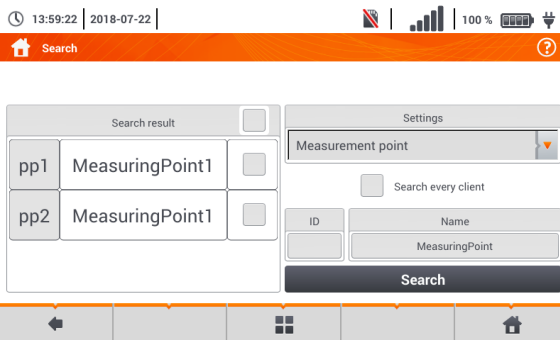 13:59:22 2018-07-22 100 %
Search ?
Search result
pp1 MeasuringPoint1
pp2 MeasuringPoint1
Settings
Measurement point
Search every client
ID Name
MeasuringPoint
Search